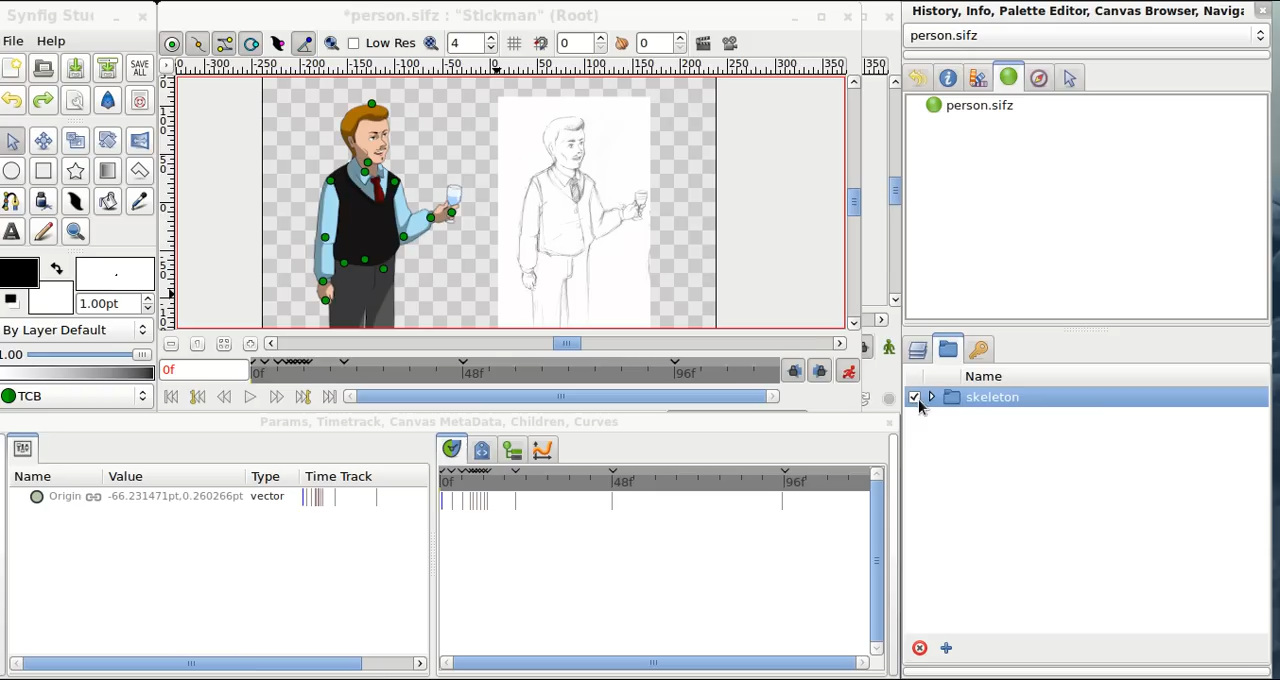 Synfig Stu
*person.sifz : "Stickman" (Root)
History, Info, Palette Editor, Canvas Browser, Naviga
File Help
Low Res
4
0
0
person.sifz
-300 -200 -150 -100 -50 0 50 100 150 200 250 300 350
350
SAVE
ALL
person.sifz
1.00pt
By Layer Default
1.00
TCB
0f
0f 48f 96f
Name
skeleton
Params, Timetrack, Canvas MetaData, Children, Curves
Name Value Type Time Track
Origin -66.231471pt,0.260266pt vector
0f 48f 96f